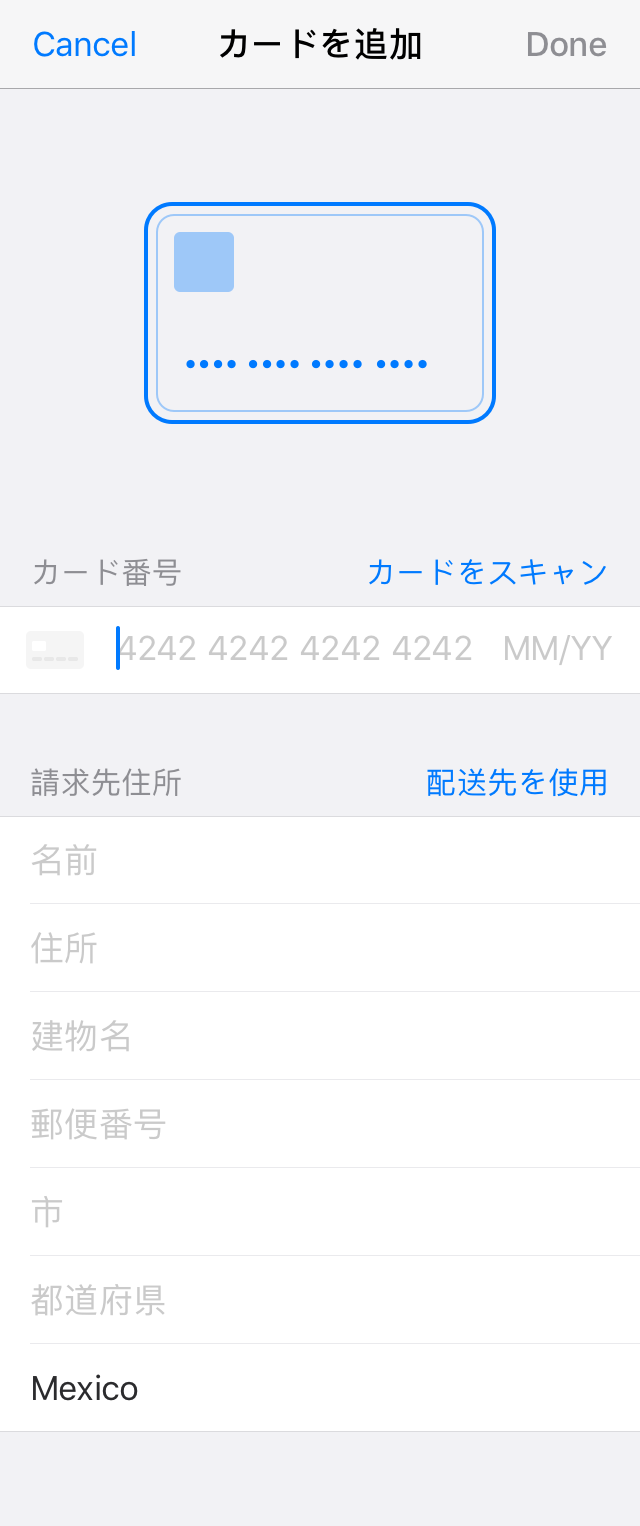 Cancel カードを追加 Done
•••• •••• •••• ••••
カード番号 カードをスキャン
4242 4242 4242 4242 MM/YY
請求先住所 配送先を使用
名前
住所
建物名
郵便番号
市
都道府県
Mexico